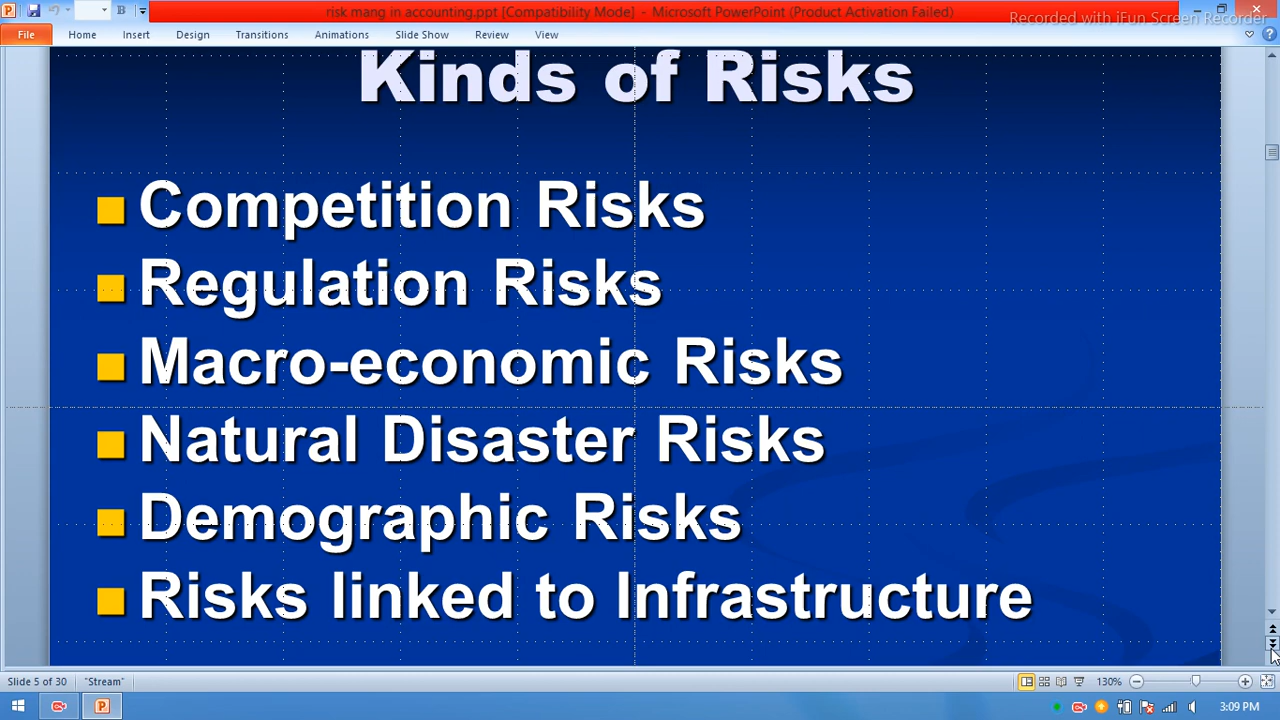 risk mang in accounting.ppt [Compatibility Mode] - Microsoft PowerPoint (Product Activation Failed)
Recorded with iFun Screen Recorder
File Home Insert Design Transitions Animations Slide Show Review View
Kinds of Risks
Competition Risks
Regulation Risks
Macro-economic Risks
Natural Disaster Risks
Demographic Risks
Risks linked to Infrastructure
Slide 5 of 30 "Stream" 130%
3:09 PM